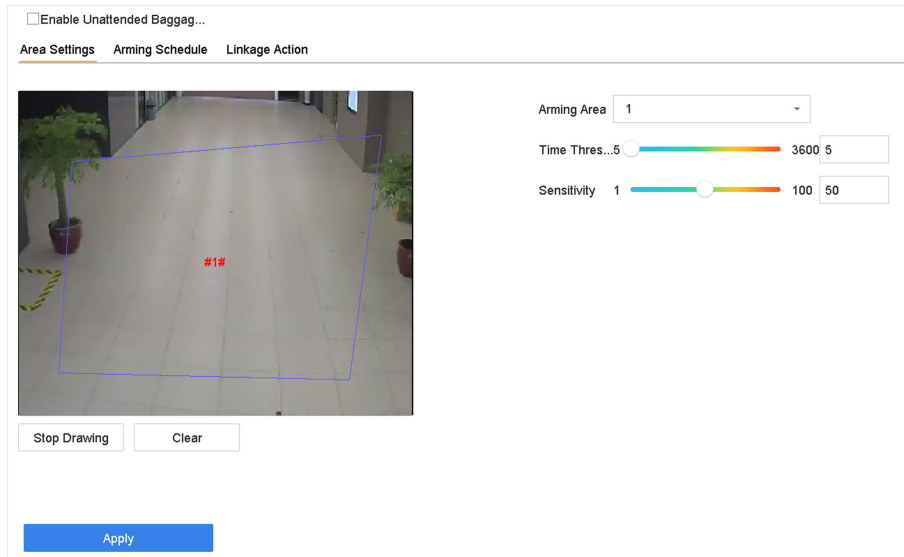 Enable Unattended Baggag...
Area Settings Arming Schedule Linkage Action
Arming Area 1
Time Thres...5 3600 5
Sensitivity 1 100 50
#1#
Stop Drawing Clear
Apply